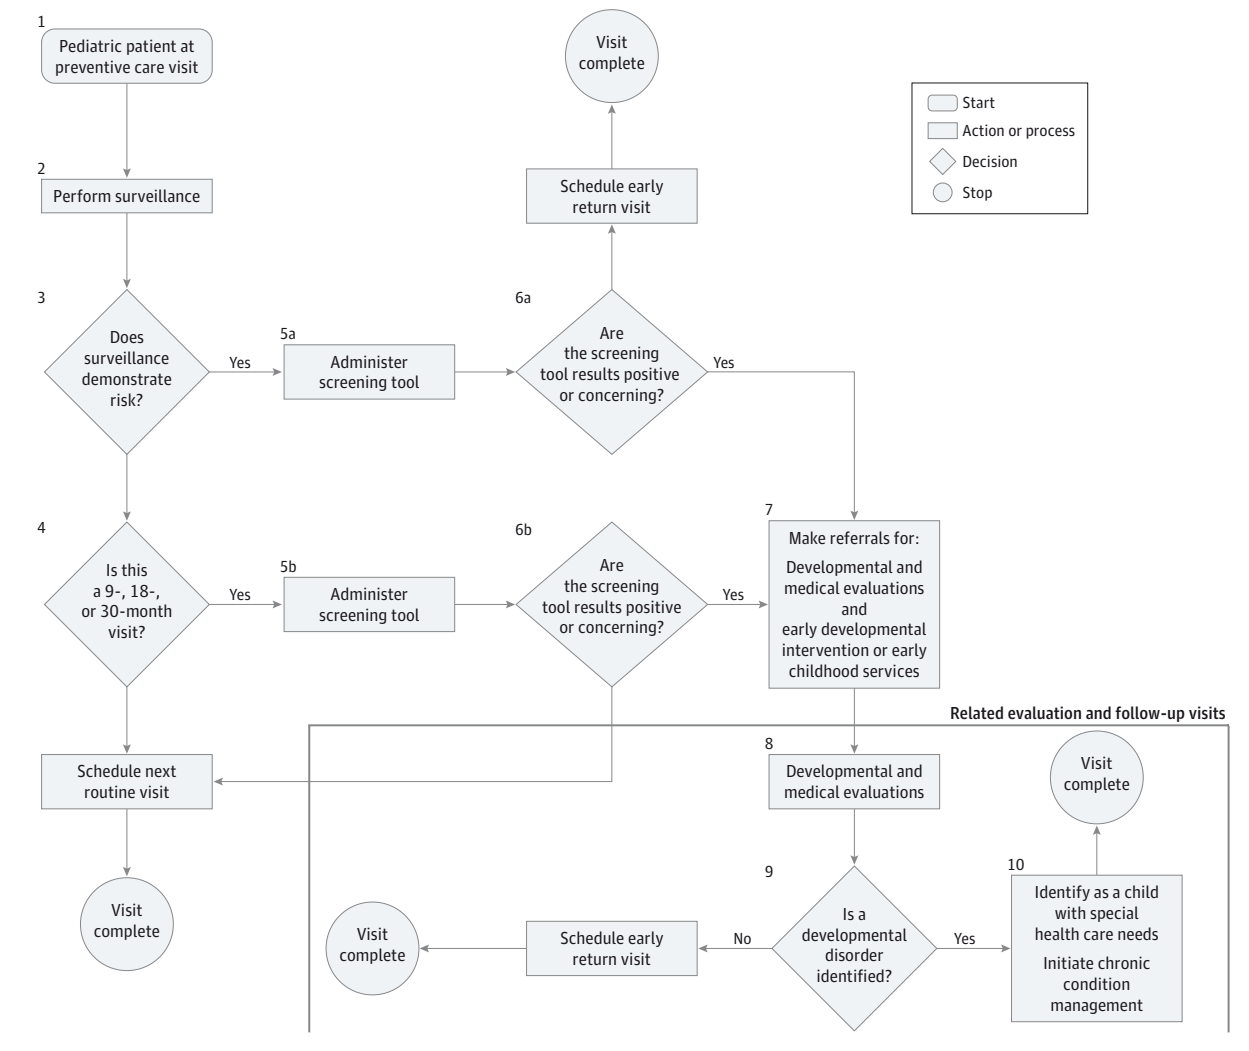 1
Pediatric patient at
preventive care visit
2
Perform surveillance
3
Does
surveillance
demonstrate
risk?
Yes
5a
Administer
screening tool
6a
Are
the screening
tool results positive
or concerning?
Yes
Schedule early
return visit
Visit
complete
Start
Action or process
Decision
Stop
4
Is this
a 9-, 18-,
or 30-month
visit?
Yes
5b
Administer
screening tool
6b
Are
the screening
tool results positive
or concerning?
Yes
7
Make referrals for:
Developmental and
medical evaluations
and
early developmental
intervention or early
childhood services
Schedule next
routine visit
Visit
complete
Related evaluation and follow-up visits
8
Developmental and
medical evaluations
9
Is a
developmental
disorder
identified?
No
Schedule early
return visit
Visit
complete
Yes
10
Identify as a child
with special
health care needs
Initiate chronic
condition
management
Visit
complete